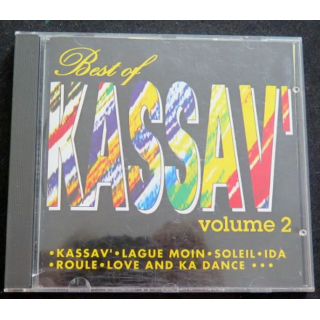 Best of
KASSAV'
volume 2
•KASSAV'•LAGUE MOIN•SOLEIL•IDA
•ROULE•LOVE AND KA DANCE •••